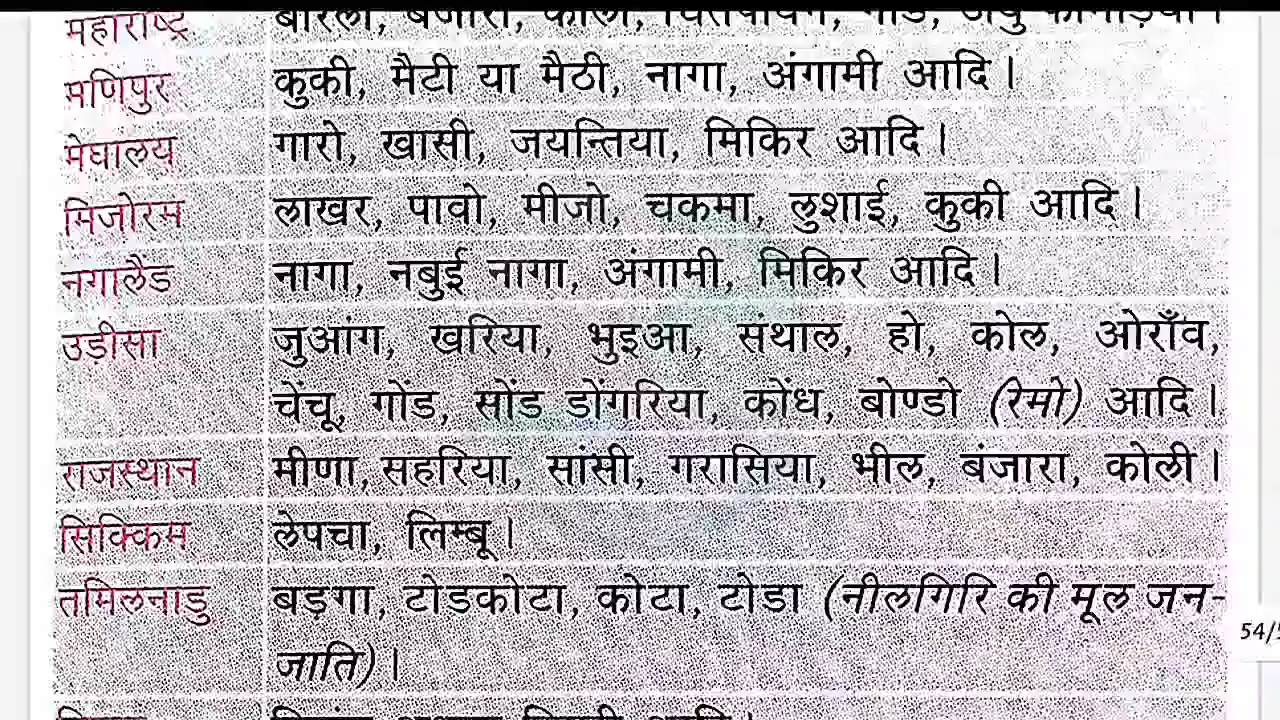 महाराष्ट्र
मणिपुर कुकी, मैटी या मैठी, नागा, अंगामी आदि।
मेघालय गारो, खासी, जयन्तिया, मिकिर आदि।
मिजोरम लाखर, पावो, मीजो, चकमा, लुशाई, कुकी आदि।
नगालैंड नागा, नबुई नागा, अंगामी, मिकिर आदि।
उडीसा जुआंग, खरिया, भुइआ, संथाल, हो, कोल, ओराँव,
चेंचू, गोंड, सोंड डोंगरिया, कोंध, बोण्डो (रेमो) आदि।
राजस्थान मीणा, सहरिया, सांसी, गरासिया, भील, बंजारा, कोली।
सिक्किम लेपचा, लिम्बू।
तमिलनाडु बड़गा, टोडकोटा, कोटा, टोडा (नीलगिरि की मूल जन-
जाति)।
54/